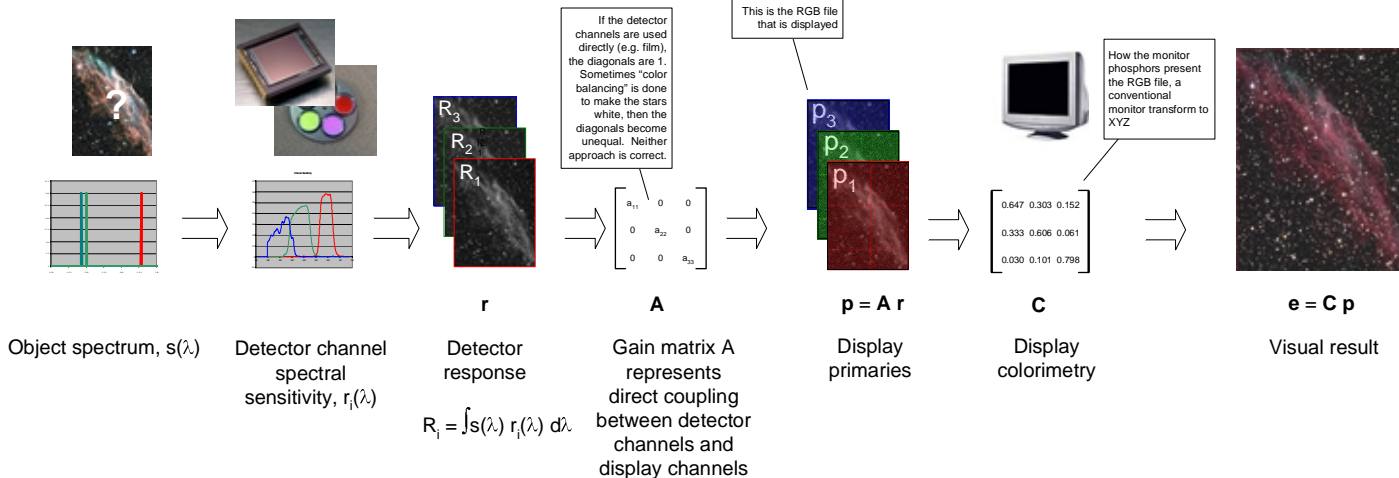 If the detector
channels are used
directly (e.g. film),
the diagonals are 1.
Sometimes “color
balancing” is done
to make the stars
white, then the
diagonals become
unequal. Neither
approach is correct.
This is the RGB file
that is displayed
How the monitor
phosphors present
the RGB file, a
conventional
monitor transform to
XYZ
?
R3
R2
R1
p3
p2
p1
a11 0 0
0 a22 0
0 0 a33
0.647 0.303 0.152
0.333 0.606 0.061
0.030 0.101 0.798
r
A
p = A r
C
e = C p
Object spectrum, s(λ)
Detector channel
spectral
sensitivity, ri(λ)
Detector
response
Ri = ∫s(λ) ri(λ) dλ
Gain matrix A
represents
direct coupling
between detector
channels and
display channels
Display
primaries
Display
colorimetry
Visual result